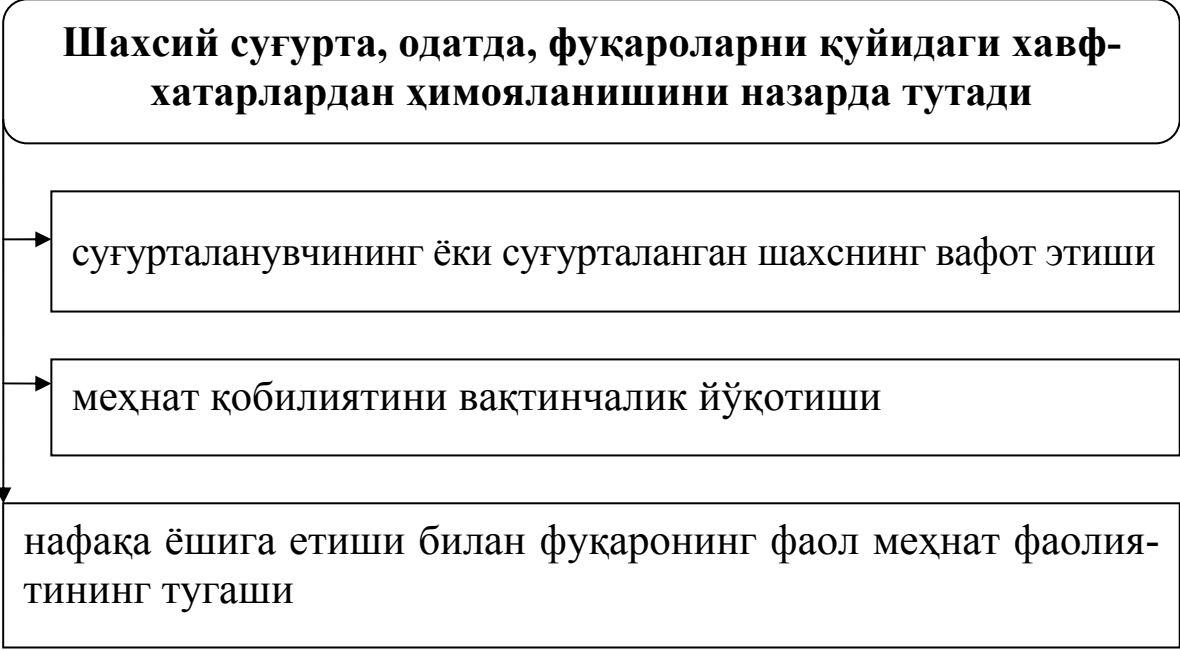 Шахсий суғурта, одатда, фуқароларни қуйидаги хавф-
хатарлардан ҳимояланишини назарда тутади
суғурталанувчининг ёки суғурталанган шахснинг вафот этиши
меҳнат қобилиятини вақтинчалик йўқотиши
нафақа ёшига етиши билан фуқаронинг фаол меҳнат фаолия-
тининг тугаши